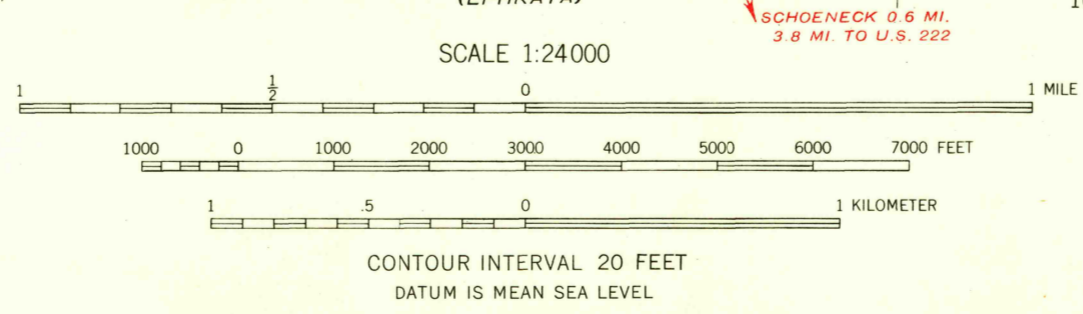 SCHOENECK 0.6 MI.
3.8 MI. TO U.S. 222
SCALE 1:24000
1 1/2 0 1 MILE
1000 0 1000 2000 3000 4000 5000 6000 7000 FEET
1 .5 0 1 KILOMETER
CONTOUR INTERVAL 20 FEET
DATUM IS MEAN SEA LEVEL